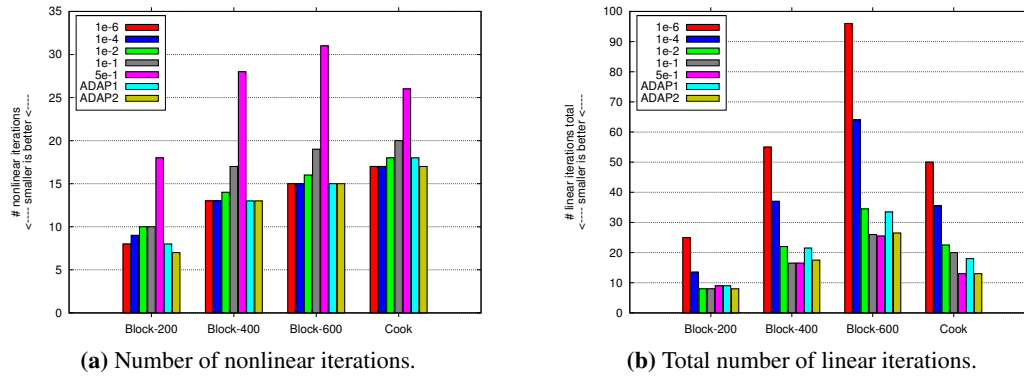 35
30
25
20
15
10
5
0
# nonlinear iterations
<---- smaller is better <----
1e-6
1e-4
1e-2
1e-1
5e-1
ADAP1
ADAP2
Block-200
Block-400
Block-600
Cook
(a) Number of nonlinear iterations.
100
90
80
70
60
50
40
30
20
10
0
# linear iterations total
<---- smaller is better <----
1e-6
1e-4
1e-2
1e-1
5e-1
ADAP1
ADAP2
Block-200
Block-400
Block-600
Cook
(b) Total number of linear iterations.